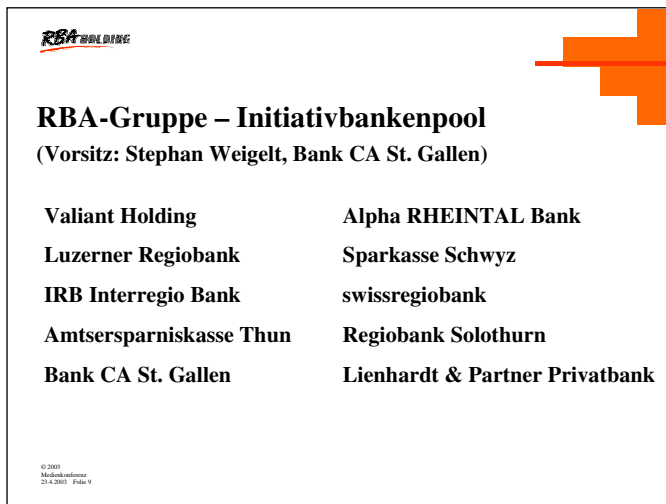 RBA HOLDING
RBA-Gruppe – Initiativbankenpool
(Vorsitz: Stephan Weigelt, Bank CA St. Gallen)
Valiant Holding
Luzerner Regiobank
IRB Interregio Bank
Amtsersparniskasse Thun
Bank CA St. Gallen
Alpha RHEINTAL Bank
Sparkasse Schwyz
swissregiobank
Regiobank Solothurn
Lienhardt & Partner Privatbank
© 2003
Medienkonferenz
23.4.2003 Folie 9